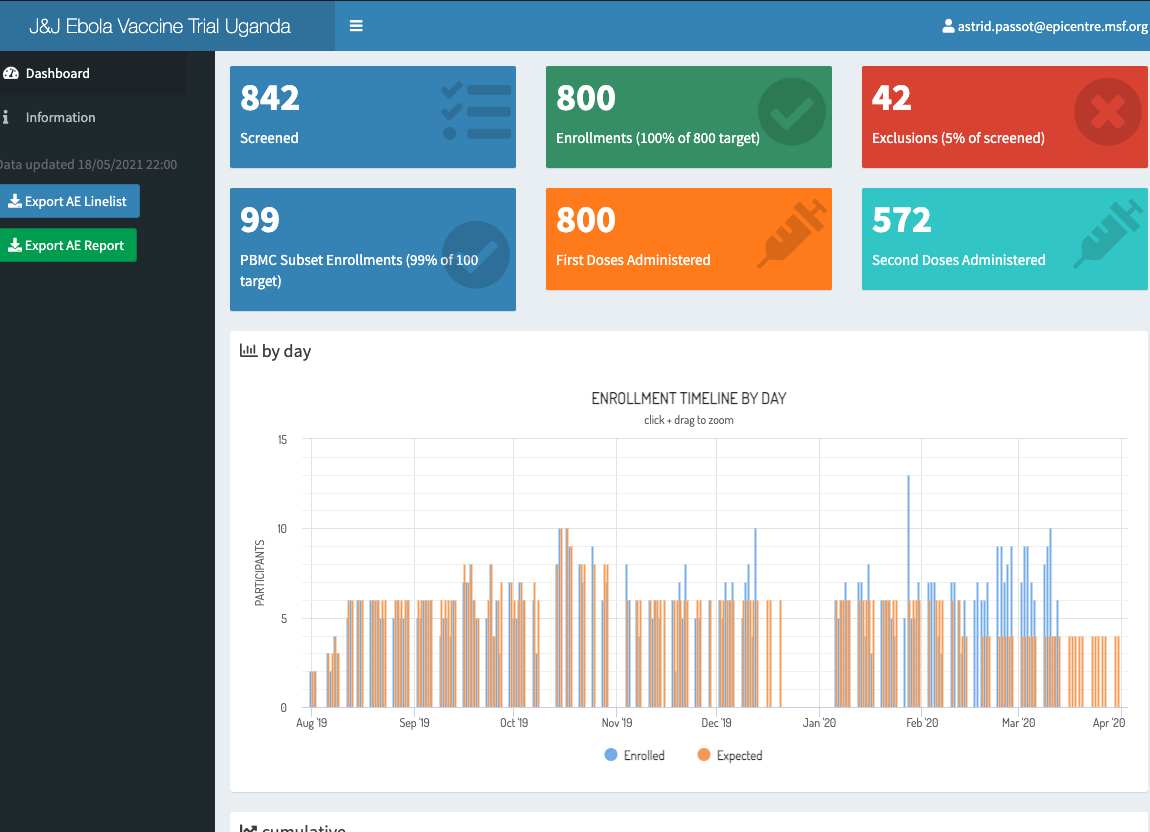 J&J Ebola Vaccine Trial Uganda
astrid.passot@epicentre.msf.org
Dashboard
Information
Data updated 18/05/2021 22:00
Export AE Linelist
Export AE Report
842
Screened
800
Enrollments (100% of 800 target)
42
Exclusions (5% of screened)
99
PBMC Subset Enrollments (99% of 100
target)
800
First Doses Administered
572
Second Doses Administered
by day
ENROLLMENT TIMELINE BY DAY
click + drag to zoom
PARTICIPANTS
15
10
5
0
Aug '19 Sep '19 Oct '19 Nov '19 Dec '19 Jan '20 Feb '20 Mar '20 Apr '20
Enrolled Expected
cumulative